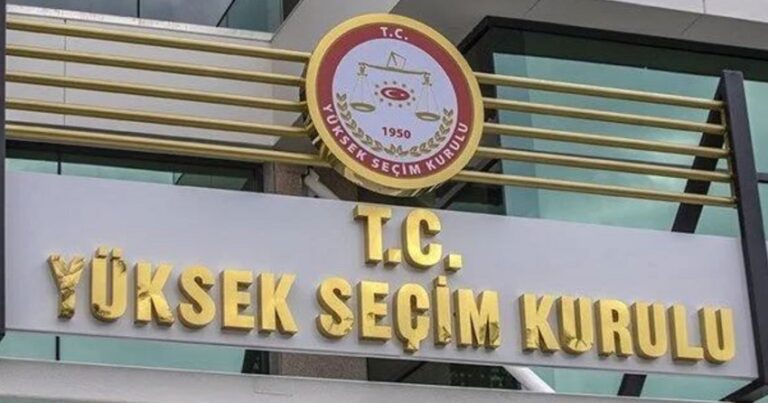 T.C.
1950
YÜKSEK SEÇİM KURULU
T.C.
YÜKSEK SEÇİM KURULU